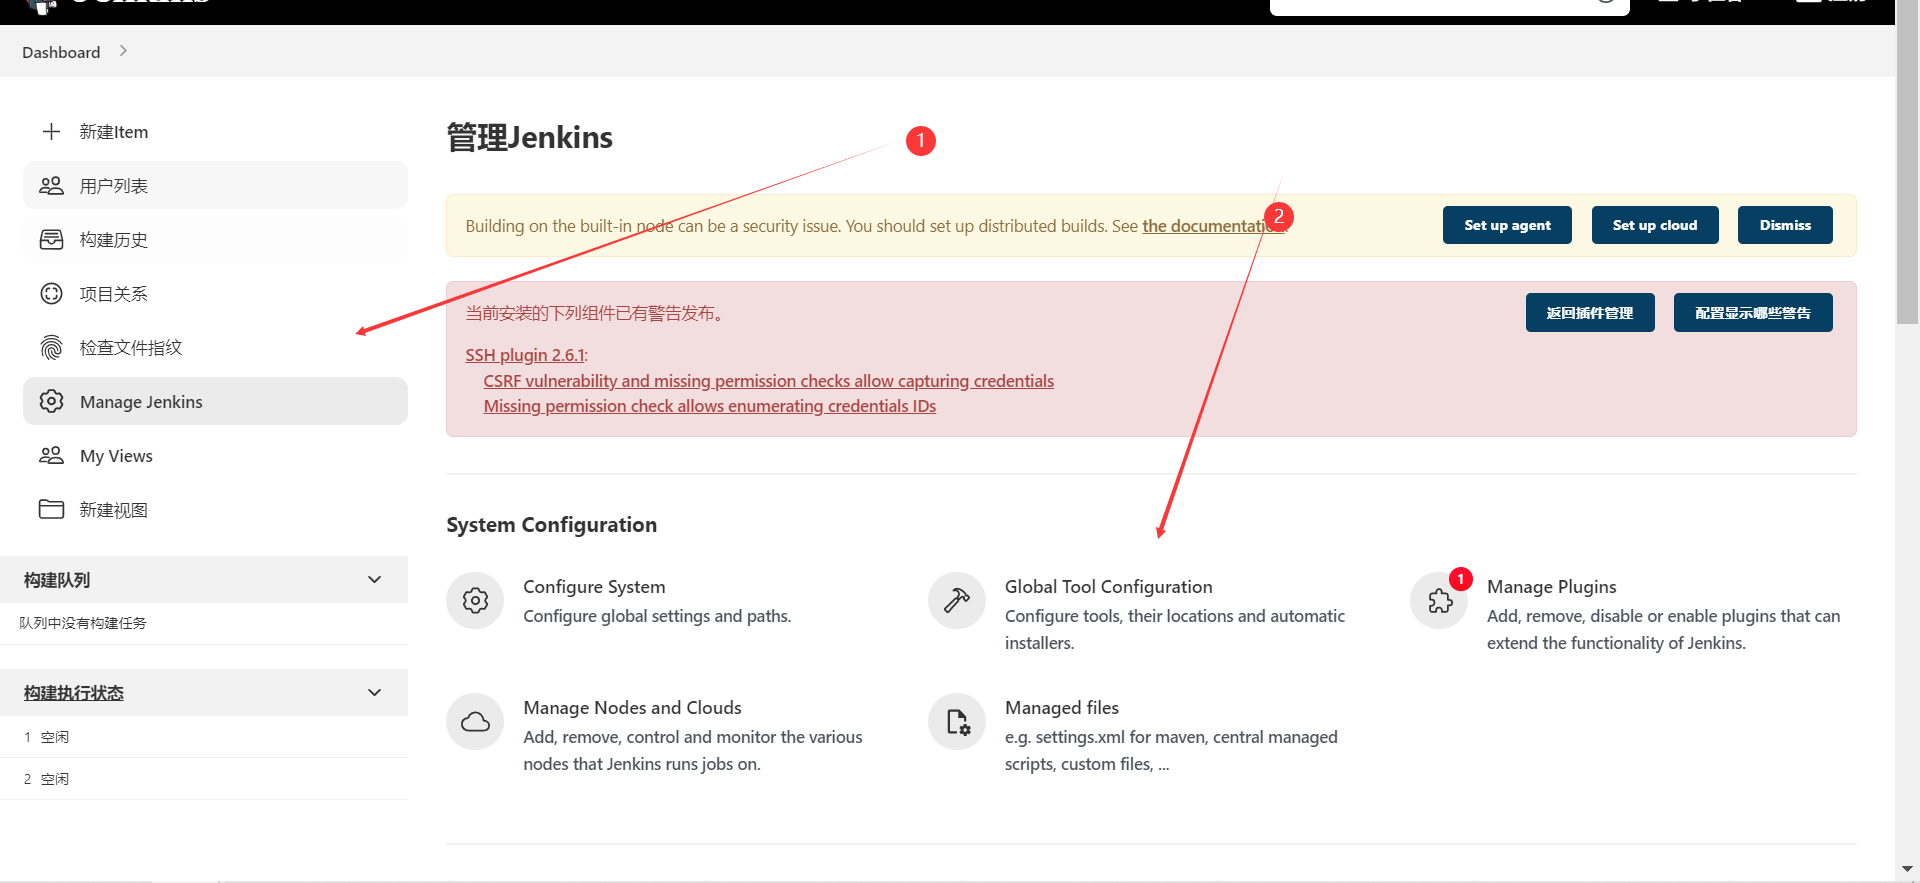 Dashboard
新建Item
用户列表
构建历史
项目关系
检查文件指纹
Manage Jenkins
My Views
新建视图
构建队列
队列中没有构建任务
构建执行状态
1 空闲
2 空闲
管理Jenkins
1
Building on the built-in node can be a security issue. You should set up distributed builds. See the documentation.
2
Set up agent
Set up cloud
Dismiss
当前安装的下列组件已有警告发布。
返回插件管理
配置显示哪些警告
SSH plugin 2.6.1:
CSRF vulnerability and missing permission checks allow capturing credentials
Missing permission check allows enumerating credentials IDs
System Configuration
Configure System
Configure global settings and paths.
Global Tool Configuration
Configure tools, their locations and automatic
installers.
1
Manage Plugins
Add, remove, disable or enable plugins that can
extend the functionality of Jenkins.
Manage Nodes and Clouds
Add, remove, control and monitor the various
nodes that Jenkins runs jobs on.
Managed files
e.g. settings.xml for maven, central managed
scripts, custom files, ...